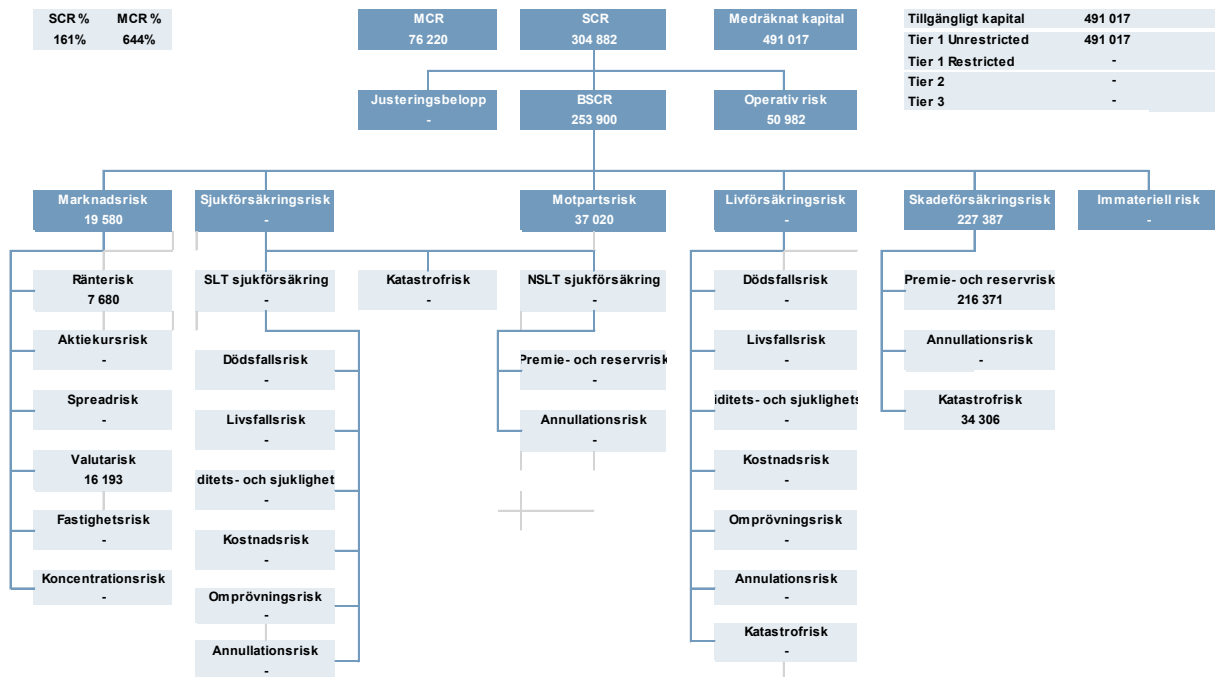 SCR % MCR %
161% 644%
MCR
76 220
SCR
304 882
Medräknat kapital
491 017
Tillgängligt kapital 491 017
Tier 1 Unrestricted 491 017
Tier 1 Restricted -
Tier 2 -
Tier 3 -
Justeringsbelopp
-
BSCR
253 900
Operativ risk
50 982
Marknadsrisk
19 580
Sjukförsäkringsrisk
-
Motpartsrisk
37 020
Livförsäkringsrisk
-
Skadeförsäkringsrisk
227 387
Immateriell risk
-
Ränterisk
7 680
Aktiekursrisk
-
Spreadrisk
-
Valutarisk
16 193
Fastighetsrisk
-
Koncentrationsrisk
-
SLT sjukförsäkring
-
Dödsfallsrisk
-
Livsfallsrisk
-
ditets- och sjuklighet
-
Kostnadsrisk
-
Omprövningsrisk
-
Annullationsrisk
-
Katastrofrisk
-
NSLT sjukförsäkring
-
Premie- och reservrisk
-
Annullationsrisk
-
Dödsfallsrisk
-
Livsfallsrisk
-
iditets- och sjuklighets
-
Kostnadsrisk
-
Omprövningsrisk
-
Annulationsrisk
-
Katastrofrisk
-
Premie- och reservrisk
216 371
Annullationsrisk
-
Katastrofrisk
34 306